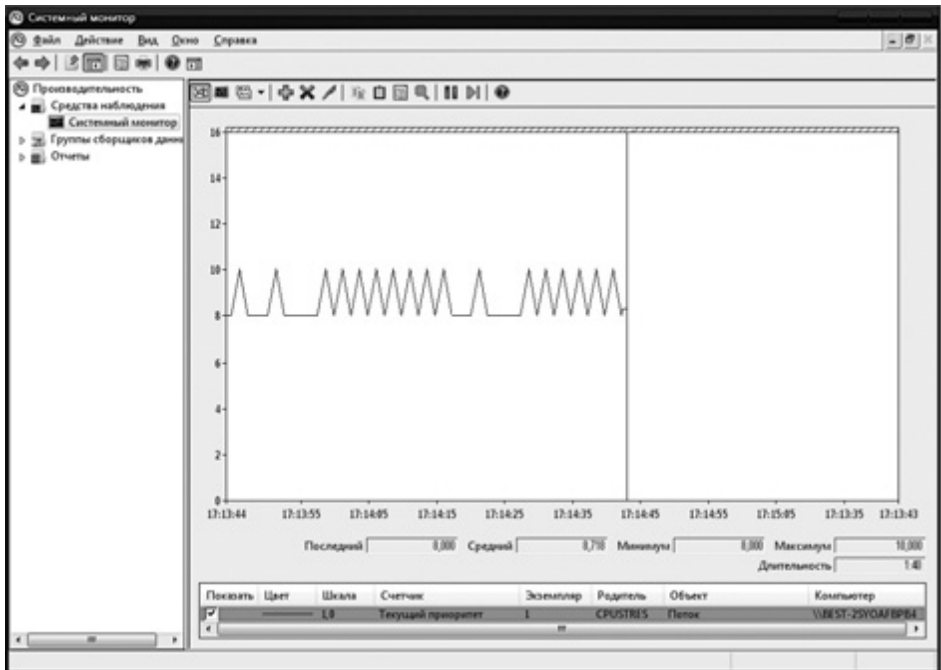 Системный монитор
Файл Действие Вид Окно Справка
Производительность
Средства наблюдения
Системный монитор
Группы сборщиков данн
Отчеты
16
14
12
10
8
6
4
2
0
17:13:44 17:13:55 17:14:05 17:14:15 17:14:25 17:14:35 17:14:45 17:14:55 17:15:05 17:13:35 17:13:43
Последний 8,000 Средний 8,710 Минимум 8,000 Максимум 10,000
Длительность 1:40
Показать Цвет Шкала Счетчик Экземпляр Родитель Объект Компьютер
1,0 Текущий приоритет 1 CPUSTRES Поток